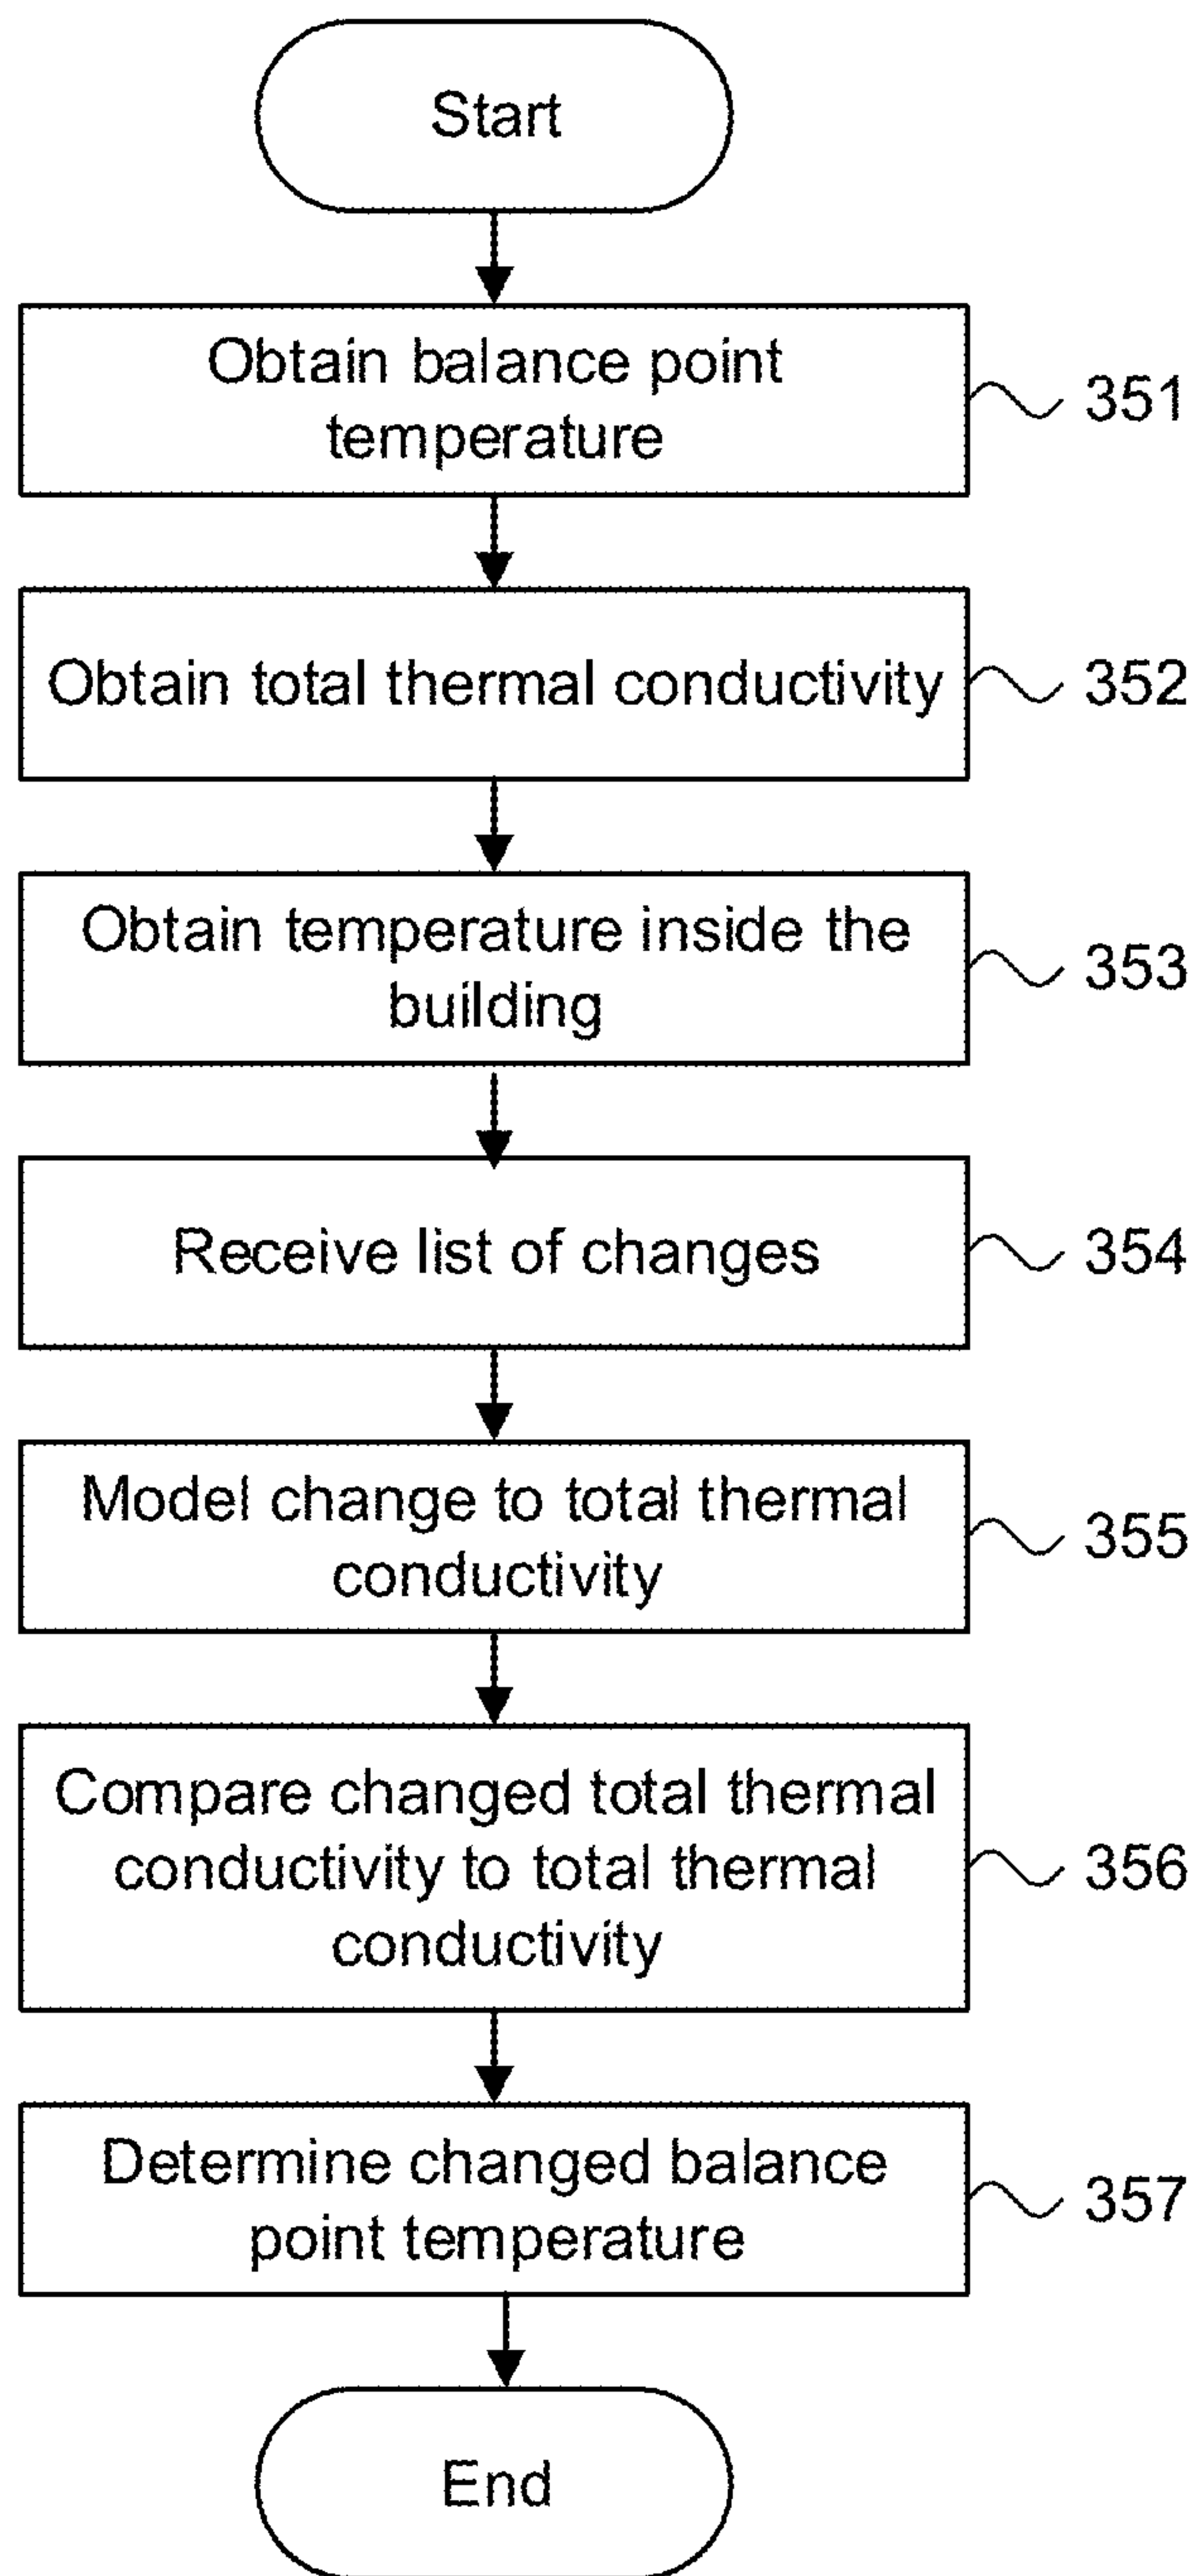 Start
Obtain balance point
temperature
351
Obtain total thermal conductivity
352
Obtain temperature inside the
building
353
Receive list of changes
354
Model change to total thermal
conductivity
355
Compare changed total thermal
conductivity to total thermal
conductivity
356
Determine changed balance
point temperature
357
End